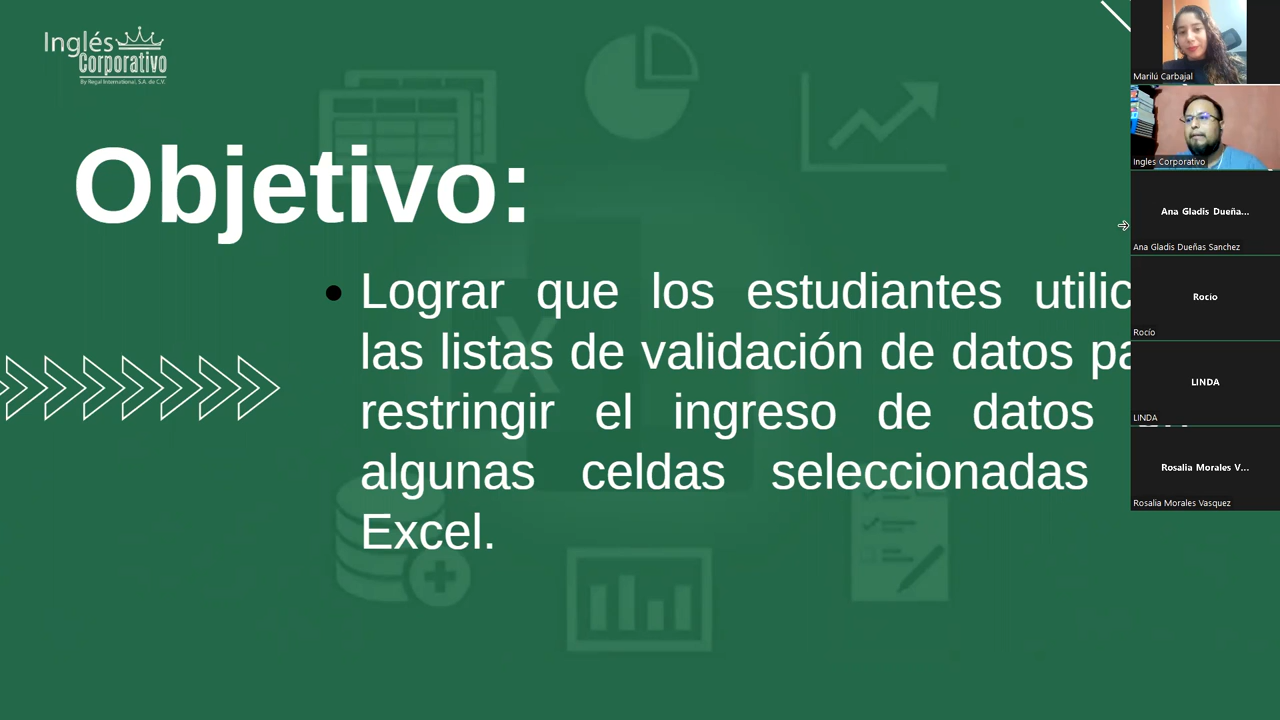 Inglés
Corporativo
By Regal International, S.A. de C.V.
Objetivo:
Lograr que los estudiantes utilic
las listas de validación de datos pa
restringir el ingreso de datos
algunas celdas seleccionadas
Excel.
Marilú Carbajal
Ingles Corporativo
Ana Gladis Dueña...
Ana Gladis Dueñas Sanchez
Rocío
Rocío
LINDA
LINDA
Rosalia Morales V...
Rosalia Morales Vasquez